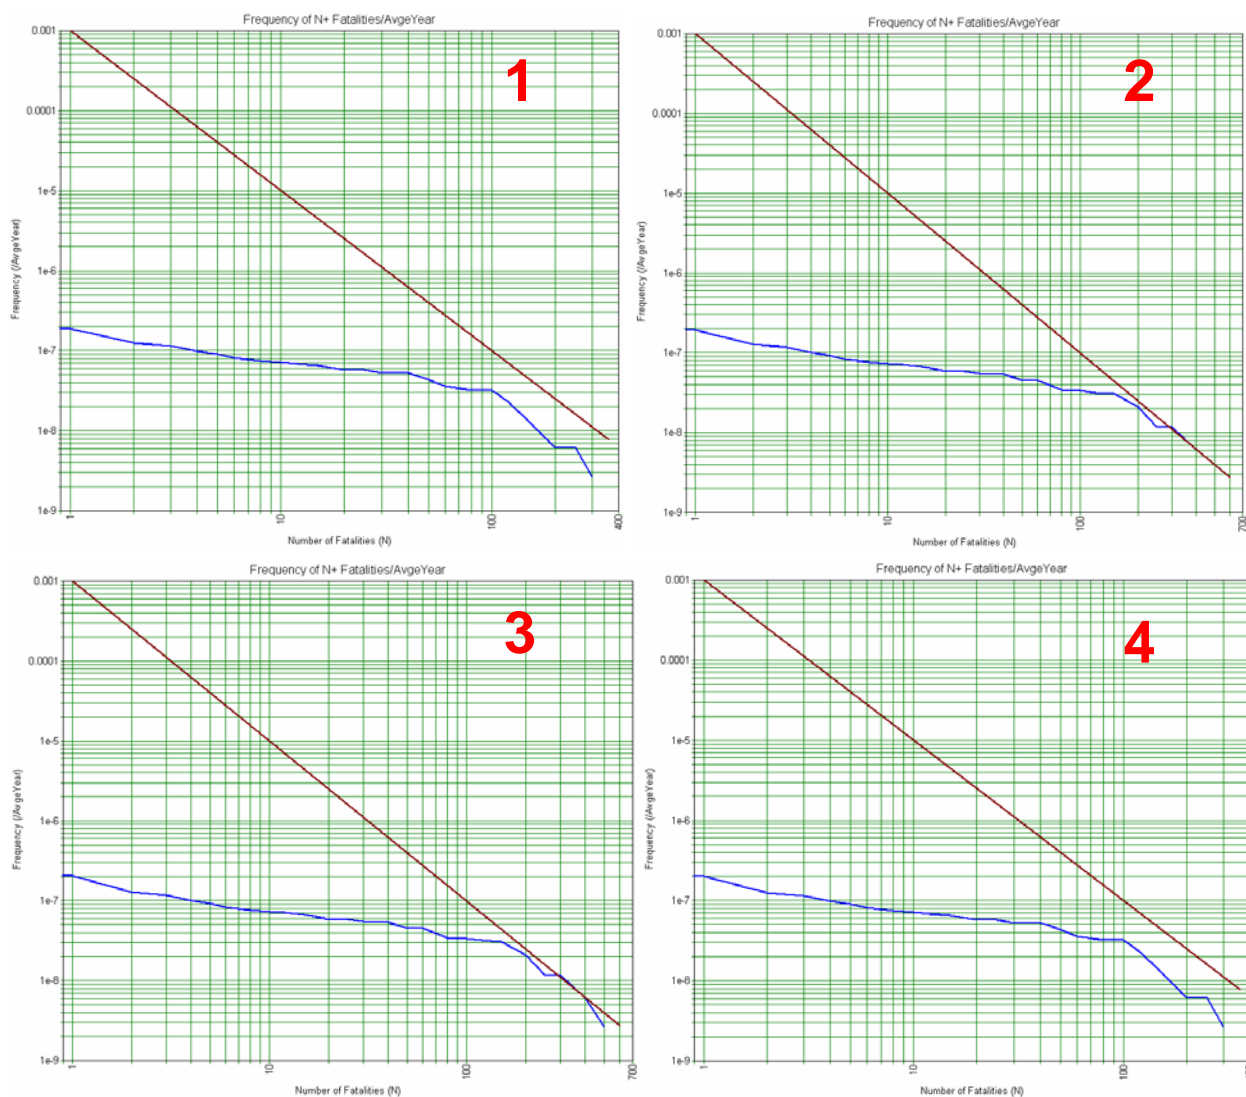 Frequency of N+ Fatalities/AvgeYear
1
0.001
0.0001
1e-5
1e-6
1e-7
1e-8
1e-9
Frequency (/AvgeYear)
1
10
100
400
Number of Fatalities (N)
Frequency of N+ Fatalities/AvgeYear
2
0.001
0.0001
1e-5
1e-6
1e-7
1e-8
1e-9
Frequency (/AvgeYear)
1
10
100
700
Number of Fatalities (N)
Frequency of N+ Fatalities/AvgeYear
3
0.001
0.0001
1e-5
1e-6
1e-7
1e-8
1e-9
Frequency (/AvgeYear)
1
10
100
700
Number of Fatalities (N)
Frequency of N+ Fatalities/AvgeYear
4
0.001
0.0001
1e-5
1e-6
1e-7
1e-8
1e-9
Frequency (/AvgeYear)
1
10
100
Number of Fatalities (N)